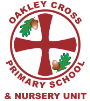 OAKLEY CROSS
PRIMARY SCHOOL
& NURSERY UNIT